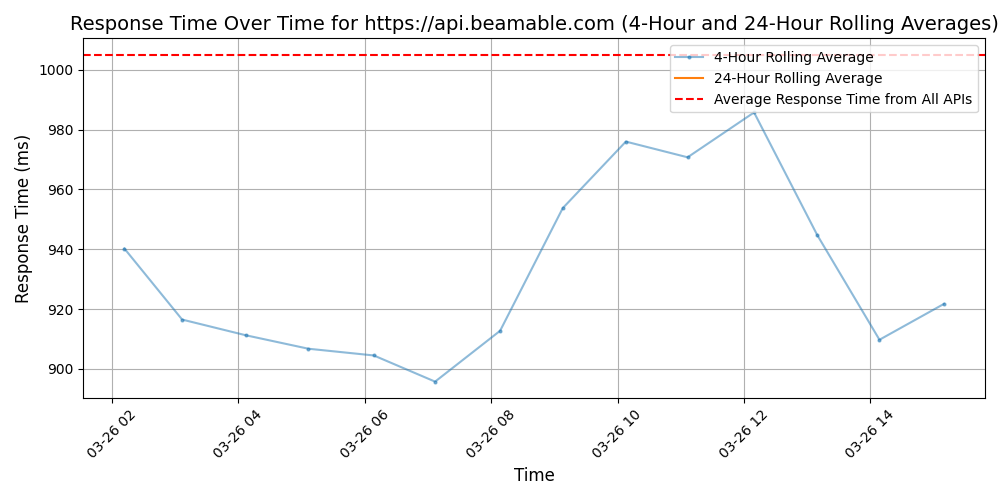 Response Time Over Time for https://api.beamable.com (4-Hour and 24-Hour Rolling Averages)
4-Hour Rolling Average
24-Hour Rolling Average
Average Response Time from All APIs
Response Time (ms)
1000
980
960
940
920
900
03-26 02
03-26 04
03-26 06
03-26 08
03-26 10
03-26 12
03-26 14
Time